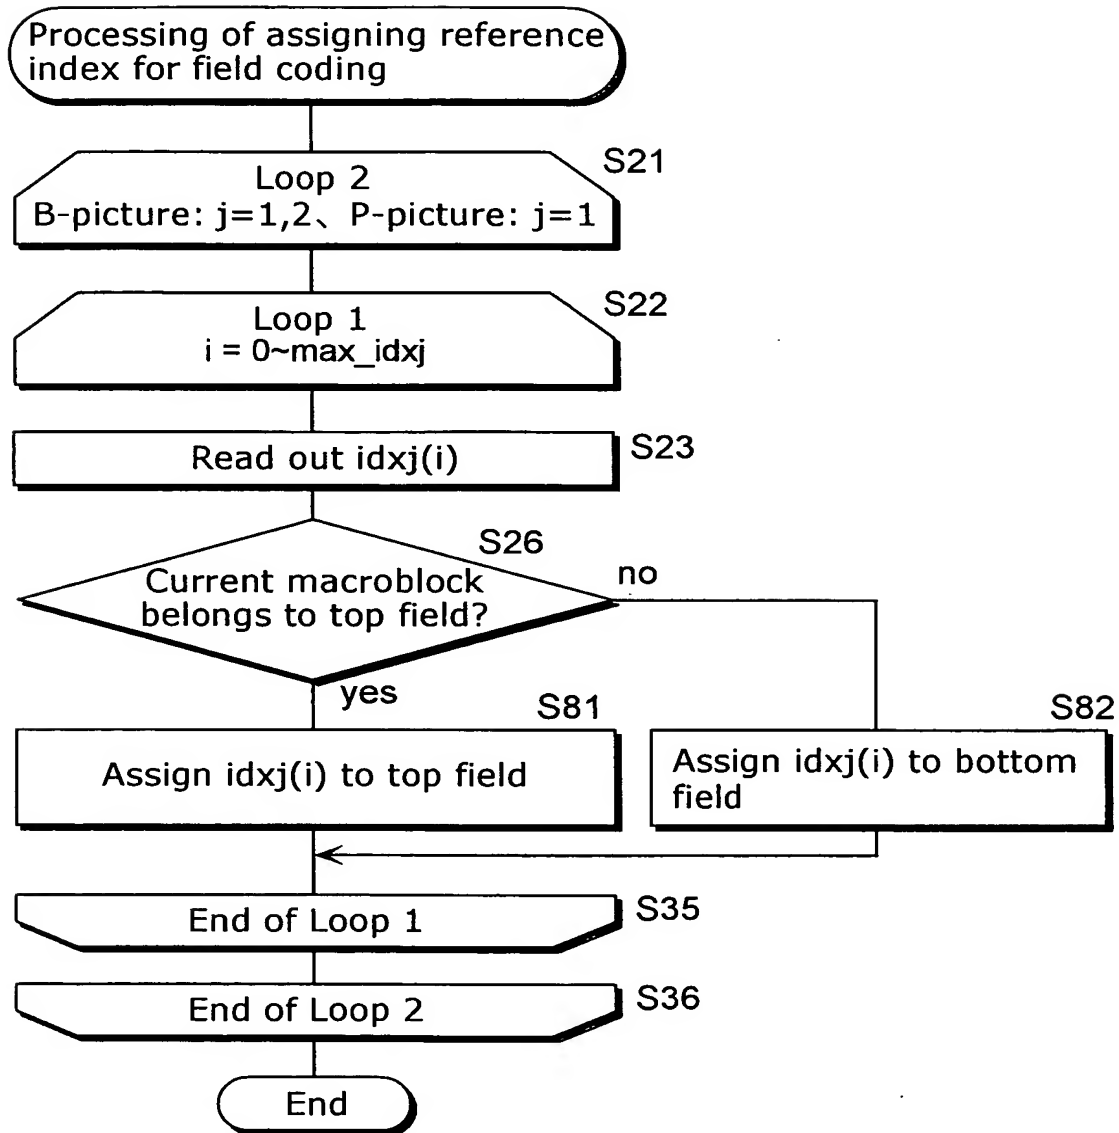 Processing of assigning reference
index for field coding
S21
Loop 2
B-picture: j=1,2、 P-picture: j=1
S22
Loop 1
i = 0~max_idxj
Read out idxj(i)
S23
S26
Current macroblock
belongs to top field?
no
yes
S81
Assign idxj(i) to top field
S82
Assign idxj(i) to bottom
field
End of Loop 1
S35
End of Loop 2
S36
End